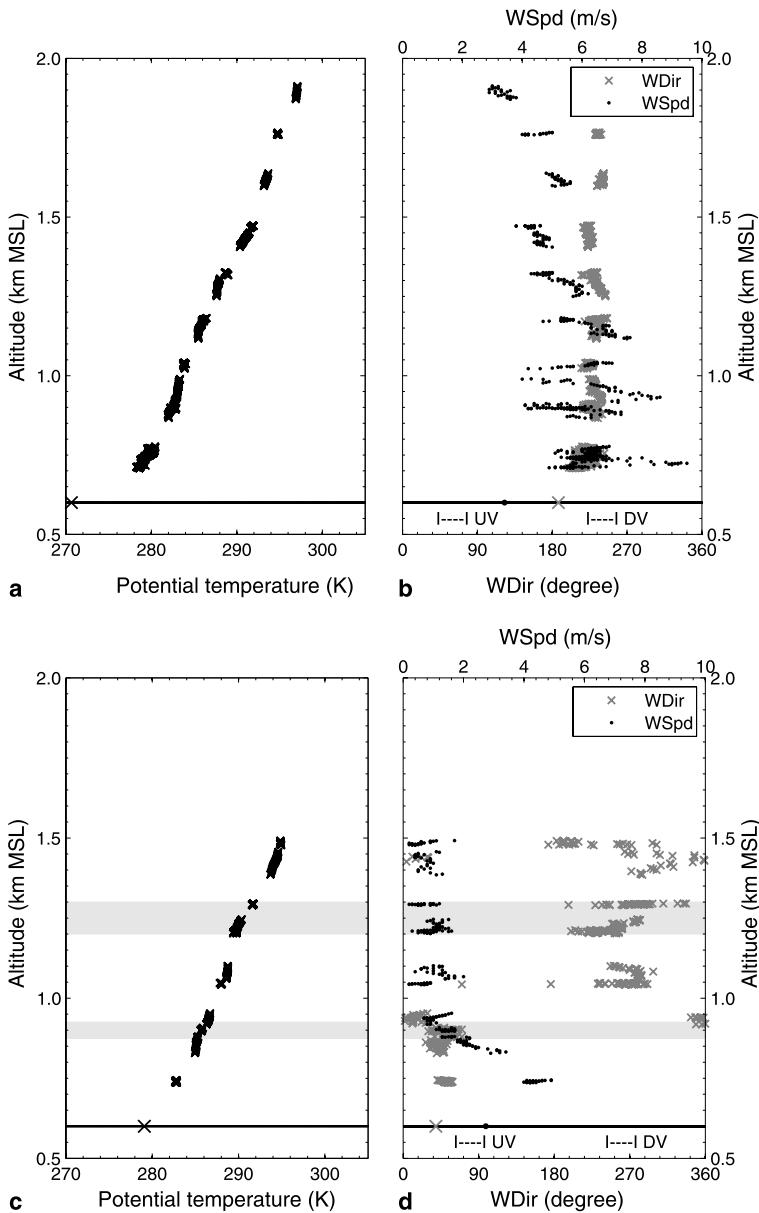 WSpd (m/s)
0 2 4 6 8 10
2.0 2.0
WDir
WSpd
1.5 1.5
Altitude (km MSL) Altitude (km MSL)
1.0 1.0
I----I UV I----I DV
0.5 0.5
270 280 290 300 0 90 180 270 360
a Potential temperature (K) b WDir (degree)
WSpd (m/s)
0 2 4 6 8 10
2.0 2.0
WDir
WSpd
1.5 1.5
Altitude (km MSL) Altitude (km MSL)
1.0 1.0
I----I UV I----I DV
0.5 0.5
270 280 290 300 0 90 180 270 360
c Potential temperature (K) d WDir (degree)